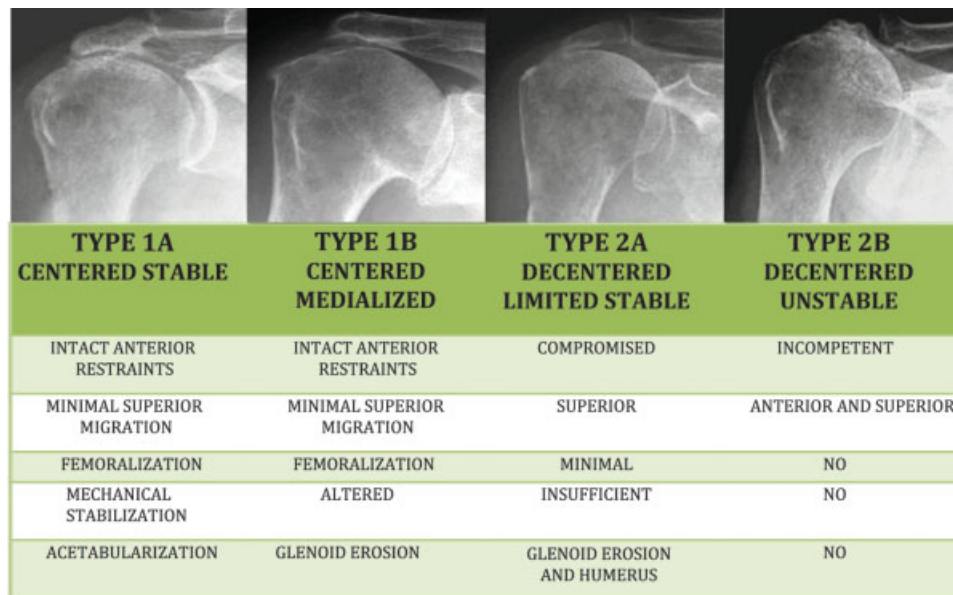 TYPE 1A
CENTERED STABLE
TYPE 1B
CENTERED
MEDIALIZED
TYPE 2A
DECENTERED
LIMITED STABLE
TYPE 2B
DECENTERED
UNSTABLE
INTACT ANTERIOR
RESTRAINTS
INTACT ANTERIOR
RESTRAINTS
COMPROMISED
INCOMPETENT
MINIMAL SUPERIOR
MIGRATION
MINIMAL SUPERIOR
MIGRATION
SUPERIOR
ANTERIOR AND SUPERIOR
FEMORALIZATION
FEMORALIZATION
MINIMAL
NO
MECHANICAL
STABILIZATION
ALTERED
INSUFFICIENT
NO
ACETABULARIZATION
GLENOID EROSION
GLENOID EROSION
AND HUMERUS
NO